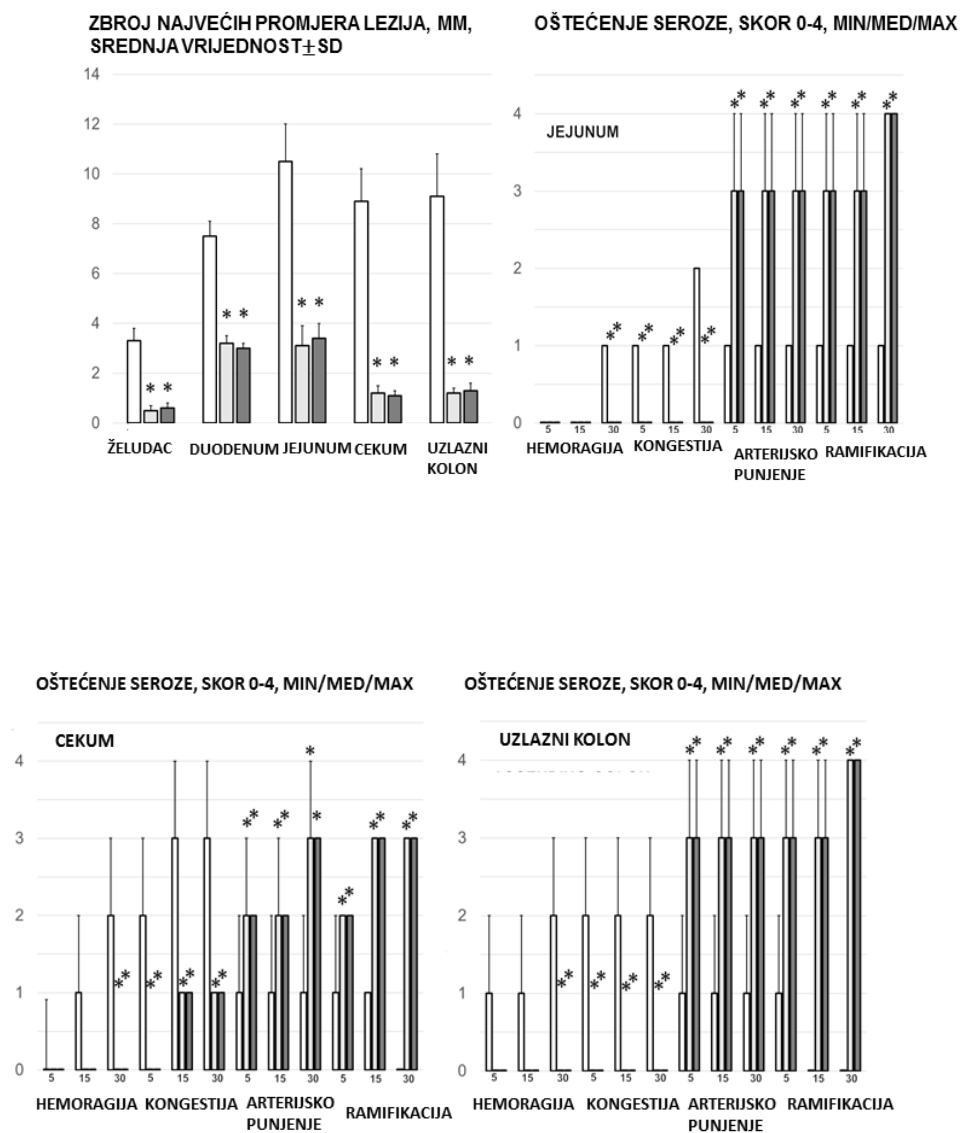 ZBROJ NAJVEĆIH PROMJERA LEZIJA, MM,
SREDNJA VRIJEDNOST±SD
14
12
10
8
6
4
2
0
* * * * * * * * * *
ŽELUDAC DUODENUM JEJUNUM CEKUM UZLAZNI
KOLON
OŠTEĆENJE SEROZE, SKOR 0-4, MIN/MED/MAX
JEJUNUM
4
3
2
1
0
** ** ** ** ** ** ** ** ** **
5 15 30 5 15 30 5 15 30 5 15 30
HEMORAGIJA KONGESTIJA ARTERIJSKO RAMIFIKACIJA
PUNJENJE
OŠTEĆENJE SEROZE, SKOR 0-4, MIN/MED/MAX
CEKUM
4
3
2
1
0
** ** ** ** ** ** * * ** ** **
5 15 30 5 15 30 5 15 30 5 15 30
HEMORAGIJA KONGESTIJA ARTERIJSKO RAMIFIKACIJA
PUNJENJE
OŠTEĆENJE SEROZE, SKOR 0-4, MIN/MED/MAX
UZLAZNI KOLON
4
3
2
1
0
** ** ** ** ** ** ** ** ** **
5 15 30 5 15 30 5 15 30 5 15 30
HEMORAGIJA KONGESTIJA ARTERIJSKO RAMIFIKACIJA
PUNJENJE